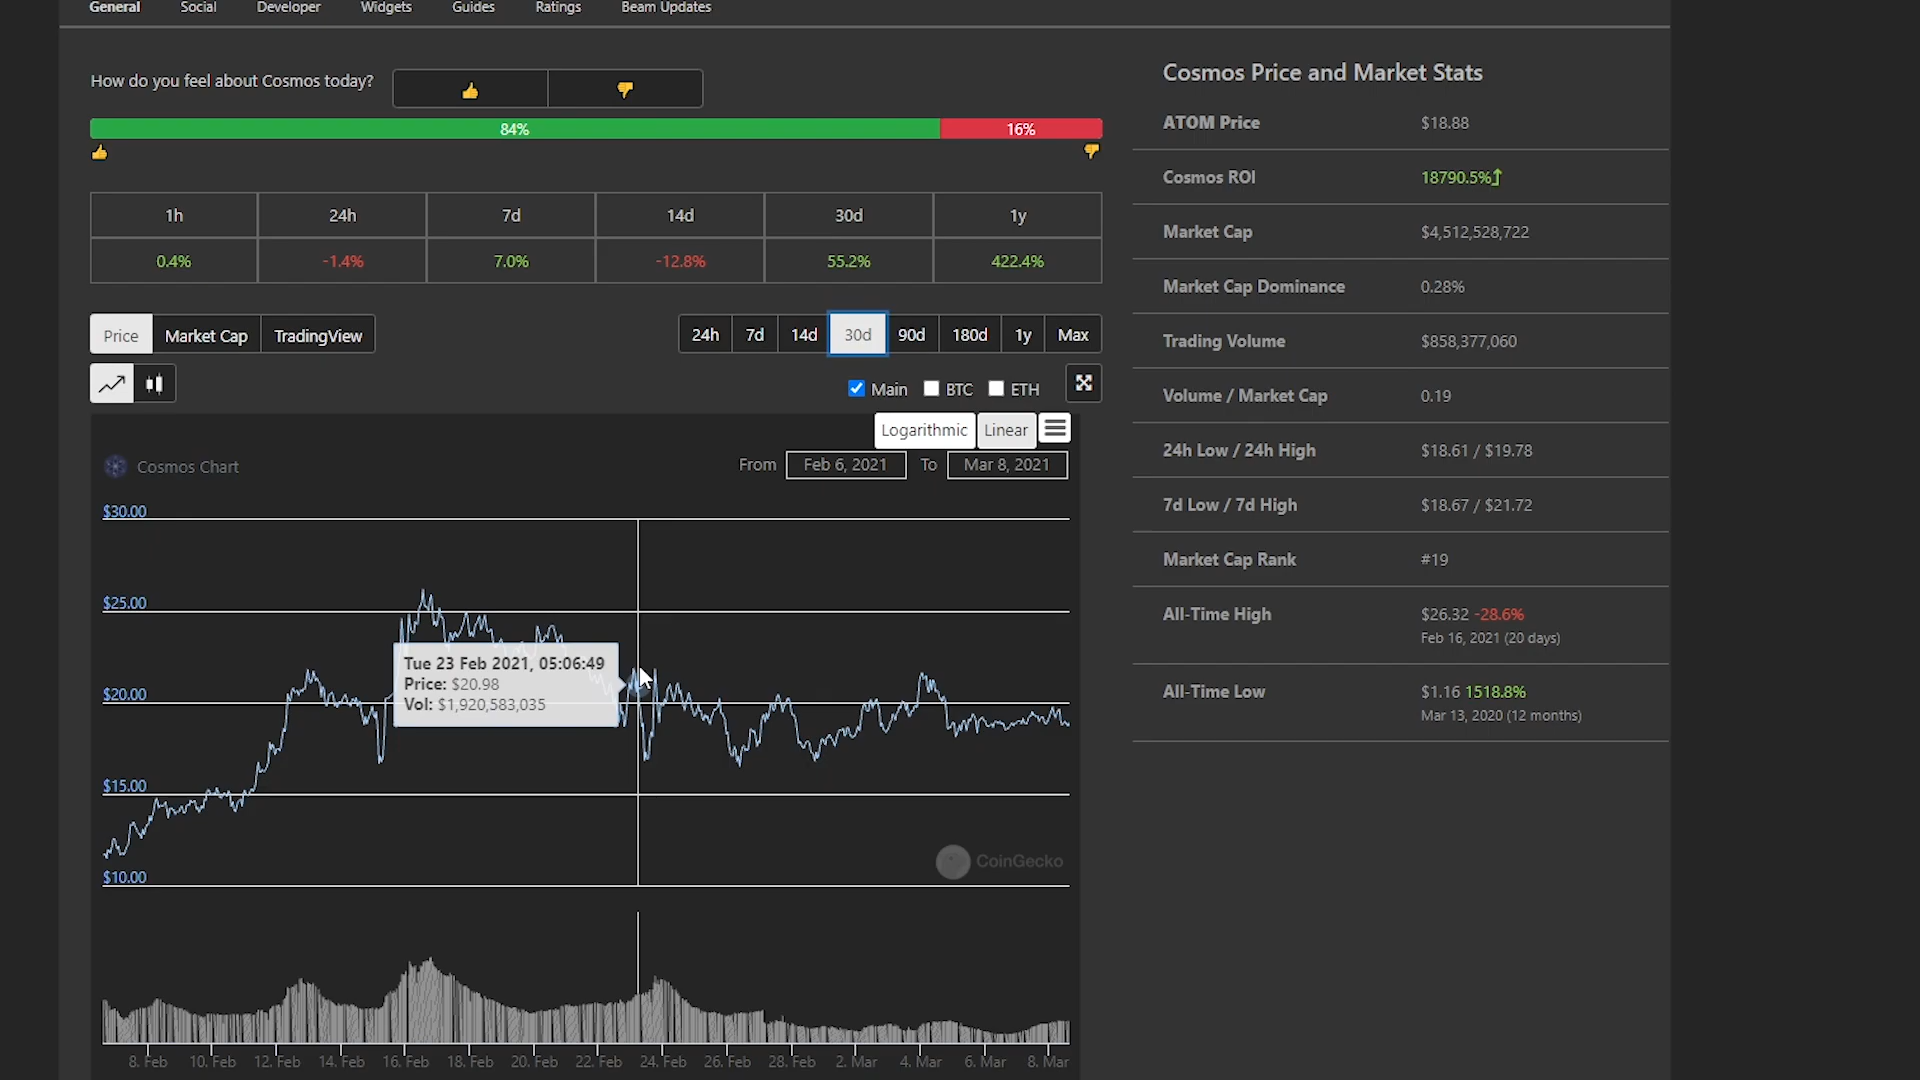 General Social Developer Widgets Guides Ratings Beam Updates
How do you feel about Cosmos today?
84% 16%
1h 24h 7d 14d 30d 1y
0.4% -1.4% 7.0% -12.8% 55.2% 422.4%
Price Market Cap TradingView 24h 7d 14d 30d 90d 180d 1y Max
Main BTC ETH
Logarithmic Linear
Cosmos Chart From Feb 6, 2021 To Mar 8, 2021
$30.00
$25.00
Tue 23 Feb 2021, 05:06:49
Price: $20.98
Vol: $1,920,583,035
$20.00
$15.00
$10.00
CoinGecko
8. Feb 10. Feb 12. Feb 14. Feb 16. Feb 18. Feb 20. Feb 22. Feb 24. Feb 26. Feb 28. Feb 2. Mar 4. Mar 6. Mar 8. Mar
Cosmos Price and Market Stats
ATOM Price $18.88
Cosmos ROI 18790.5%
Market Cap $4,512,528,722
Market Cap Dominance 0.28%
Trading Volume $858,377,060
Volume / Market Cap 0.19
24h Low / 24h High $18.61 / $19.78
7d Low / 7d High $18.67 / $21.72
Market Cap Rank #19
All-Time High $26.32 -28.6%
Feb 16, 2021 (20 days)
All-Time Low $1.16 1518.8%
Mar 13, 2020 (12 months)